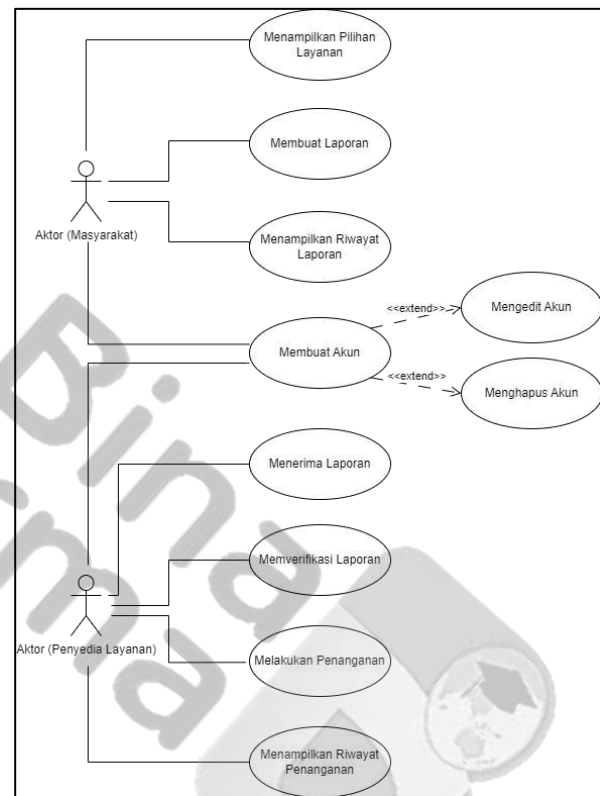 Menampilkan Pilihan
Layanan
Membuat Laporan
Aktor (Masyarakat)
Menampilkan Riwayat
Laporan
<<extend>>
Mengedit Akun
Membuat Akun
<<extend>>
Menghapus Akun
Menerima Laporan
Memverifikasi Laporan
Aktor (Penyedia Layanan)
Melakukan Penanganan
Menampilkan Riwayat
Penanganan
Bina